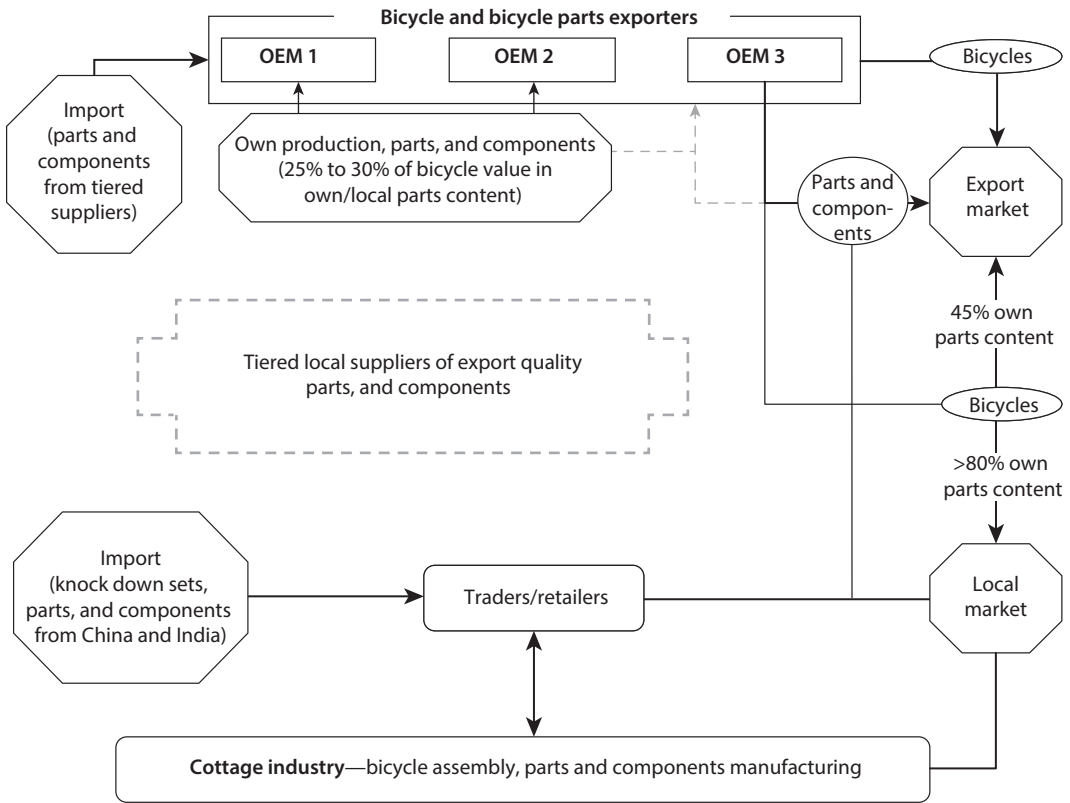 Bicycle and bicycle parts exporters
OEM 1
OEM 2
OEM 3
Bicycles
Import
(parts and
components
from tiered
suppliers)
Own production, parts, and components
(25% to 30% of bicycle value in
own/local parts content)
Parts and
compon-
ents
Export
market
45% own
parts content
Tiered local suppliers of export quality
parts, and components
Bicycles
>80% own
parts content
Import
(knock down sets,
parts, and components
from China and India)
Traders/retailers
Local
market
Cottage industry—bicycle assembly, parts and components manufacturing